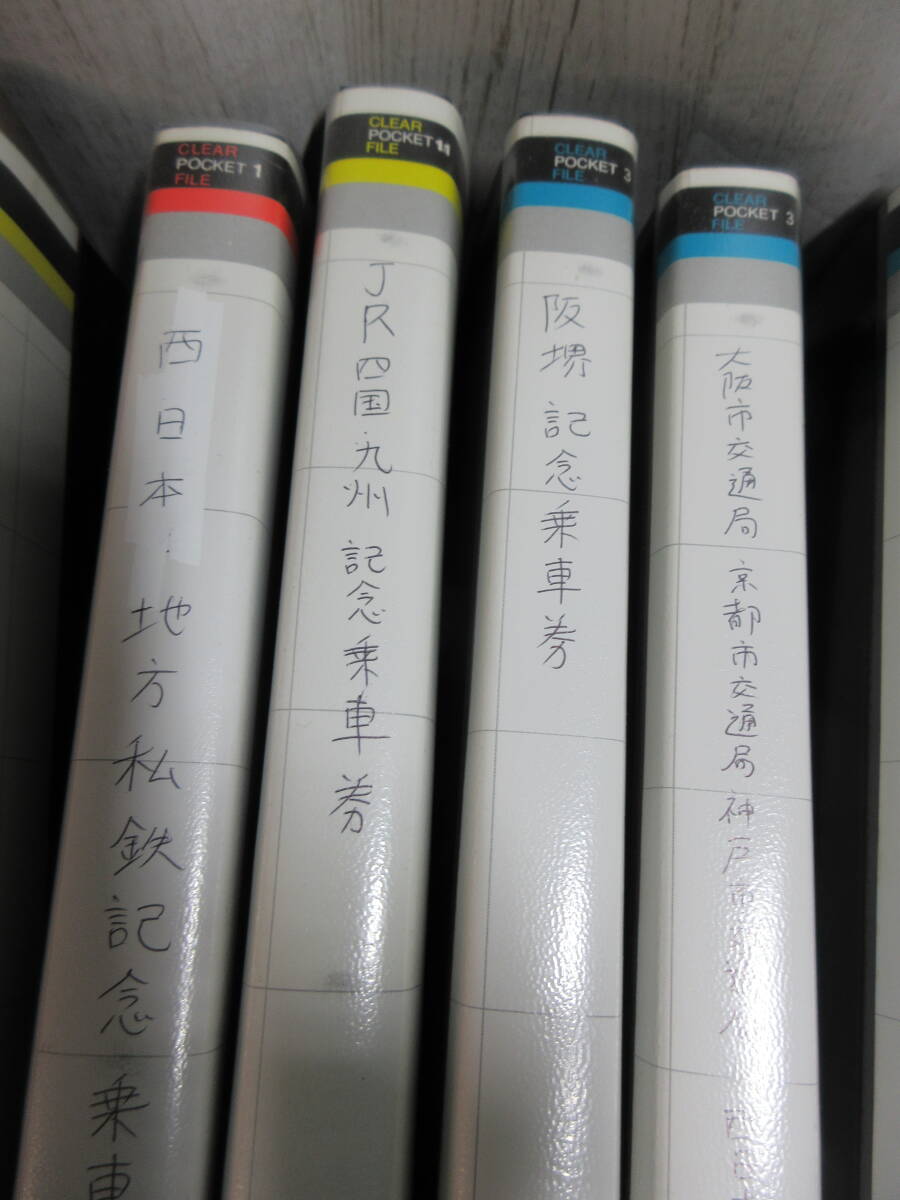 CLEAR
POCKET 1
FILE
西日本・地方私鉄記念乗車
CLEAR
POCKET 11
FILE
JR四国・九州 記念乗車券
CLEAR
POCKET 3
FILE
阪堺 記念乗車券
CLEAR
POCKET 3
FILE
大阪市交通局 京都市交通局 神戸市